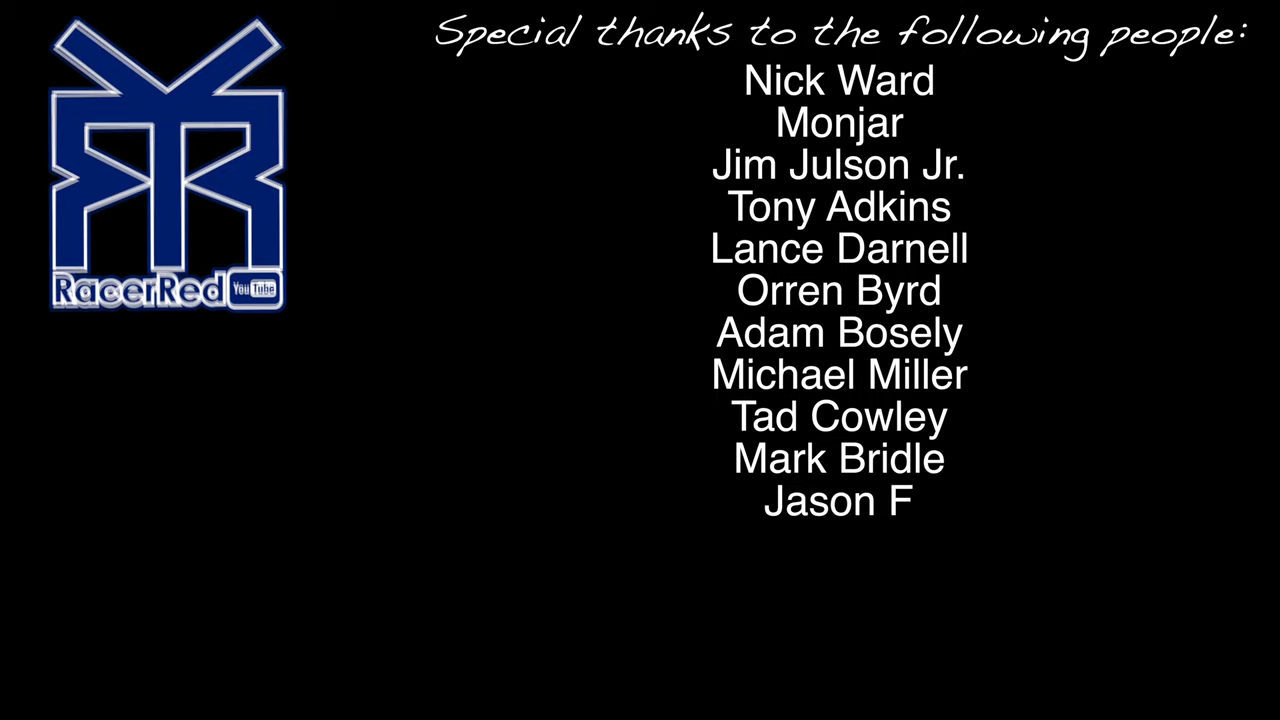 Special thanks to the following people:
Nick Ward
Monjar
Jim Julson Jr.
Tony Adkins
Lance Darnell
Orren Byrd
Adam Bosely
Michael Miller
Tad Cowley
Mark Bridle
Jason F
RacerRed YouTube